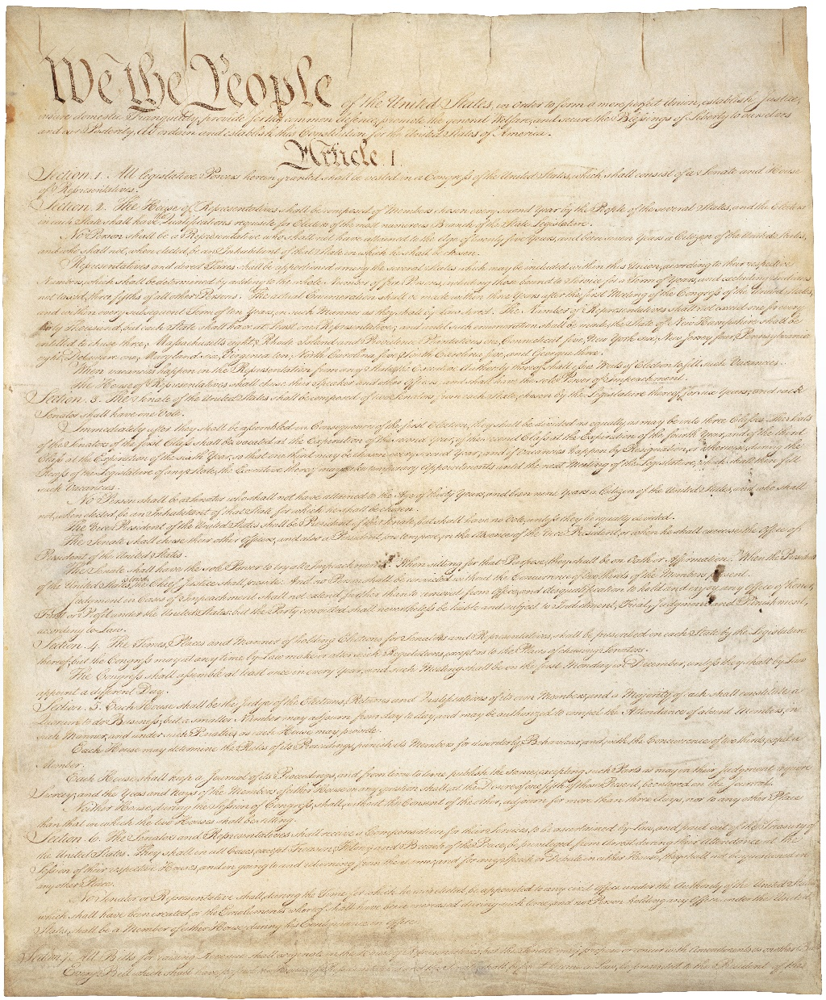 We the People of the United States, in Order to form a more perfect Union, establish Justice,
insure domestic Tranquility, provide for the common defence, promote the general Welfare, and secure the Blessings of Liberty to ourselves
and our Posterity, do ordain and establish this Constitution for the United States of America.
Article. I.
Section. 1. All legislative Powers herein granted shall be vested in a Congress of the United States, which shall consist of a Senate and House
of Representatives.
Section. 2. The House of Representatives shall be composed of Members chosen every second Year by the People of the several States, and the Electors
in each State shall have the Qualifications requisite for Electors of the most numerous Branch of the State Legislature.
No Person shall be a Representative who shall not have attained to the Age of twenty five Years, and been seven Years a Citizen of the United States,
and who shall not, when elected, be an Inhabitant of that State in which he shall be chosen.
Representatives and direct Taxes shall be apportioned among the several States which may be included within this Union, according to their respective
Numbers, which shall be determined by adding to the whole Number of free Persons, including those bound to Service for a Term of Years, and excluding Indians
not taxed, three fifths of all other Persons. The actual Enumeration shall be made within three Years after the first Meeting of the Congress of the United States,
and within every subsequent Term of ten Years, in such Manner as they shall by Law direct. The Number of Representatives shall not exceed one for every
thirty Thousand, but each State shall have at Least one Representative; and until such enumeration shall be made, the State of New Hampshire shall be
entitled to chuse three, Massachusetts eight, Rhode-Island and Providence Plantations one, Connecticut five, New-York six, New Jersey four, Pennsylvania
eight, Delaware one, Maryland six, Virginia ten, North Carolina five, South Carolina five, and Georgia three.
When vacancies happen in the Representation from any State, the Executive Authority thereof shall issue Writs of Election to fill such Vacancies.
The House of Representatives shall chuse their Speaker and other Officers; and shall have the sole Power of Impeachment.
Section. 3. The Senate of the United States shall be composed of two Senators from each State, chosen by the Legislature thereof, for six Years; and each
Senator shall have one Vote.
Immediately after they shall be assembled in Consequence of the first Election, they shall be divided as equally as may be into three Classes. The Seats
of the Senators of the first Class shall be vacated at the Expiration of the second Year, of the second Class at the Expiration of the fourth Year, and of the third
Class at the Expiration of the sixth Year, so that one third may be chosen every second Year; and if Vacancies happen by Resignation, or otherwise, during the
Recess of the Legislature of any State, the Executive thereof may make temporary Appointments until the next Meeting of the Legislature, which shall then fill
such Vacancies.
No Person shall be a Senator who shall not have attained to the Age of thirty Years, and been nine Years a Citizen of the United States, and who shall
not, when elected, be an Inhabitant of that State for which he shall be chosen.
The Vice President of the United States shall be President of the Senate, but shall have no Vote, unless they be equally divided.
The Senate shall chuse their other Officers, and also a President pro tempore, in the Absence of the Vice President, or when he shall exercise the Office of
President of the United States.
The Senate shall have the sole Power to try all Impeachments. When sitting for that Purpose, they shall be on Oath or Affirmation. When the President
of the United States is tried, the Chief Justice shall preside: And no Person shall be convicted without the Concurrence of two thirds of the Members present.
Judgment in Cases of Impeachment shall not extend further than to removal from Office, and disqualification to hold and enjoy any Office of honor,
Trust or Profit under the United States: but the Party convicted shall nevertheless be liable and subject to Indictment, Trial, Judgment and Punishment,
according to Law.
Section. 4. The Times, Places and Manner of holding Elections for Senators and Representatives, shall be prescribed in each State by the Legislature
thereof; but the Congress may at any time by Law make or alter such Regulations, except as to the Places of chusing Senators.
The Congress shall assemble at least once in every Year, and such Meeting shall be on the first Monday in December, unless they shall by Law
appoint a different Day.
Section. 5. Each House shall be the Judge of the Elections, Returns and Qualifications of its own Members, and a Majority of each shall constitute a
Quorum to do Business; but a smaller Number may adjourn from day to day, and may be authorized to compel the Attendance of absent Members, in
such Manner, and under such Penalties as each House may provide.
Each House may determine the Rules of its Proceedings, punish its Members for disorderly Behaviour, and, with the Concurrence of two thirds, expel a
Member.
Each House shall keep a Journal of its Proceedings, and from time to time publish the same, excepting such Parts as may in their Judgment require
Secrecy; and the Yeas and Nays of the Members of either House on any question shall, at the Desire of one fifth of those Present, be entered on the Journal.
Neither House, during the Session of Congress, shall, without the Consent of the other, adjourn for more than three days, nor to any other Place
than that in which the two Houses shall be sitting.
Section. 6. The Senators and Representatives shall receive a Compensation for their Services, to be ascertained by Law, and paid out of the Treasury of
the United States. They shall in all Cases, except Treason, Felony and Breach of the Peace, be privileged from Arrest during their Attendance at the
Session of their respective Houses, and in going to and returning from the same; and for any Speech or Debate in either House, they shall not be questioned in
any other Place.
No Senator or Representative shall, during the Time for which he was elected, be appointed to any civil Office under the Authority of the United States,
which shall have been created, or the Emoluments whereof shall have been encreased during such time; and no Person holding any Office under the United
States, shall be a Member of either House during his Continuance in Office.
Section. 7. All Bills for raising Revenue shall originate in the House of Representatives; but the Senate may propose or concur with Amendments as on other Bills.
Every Bill which shall have passed the House of Representatives and the Senate, shall, before it become a Law, be presented to the President of the